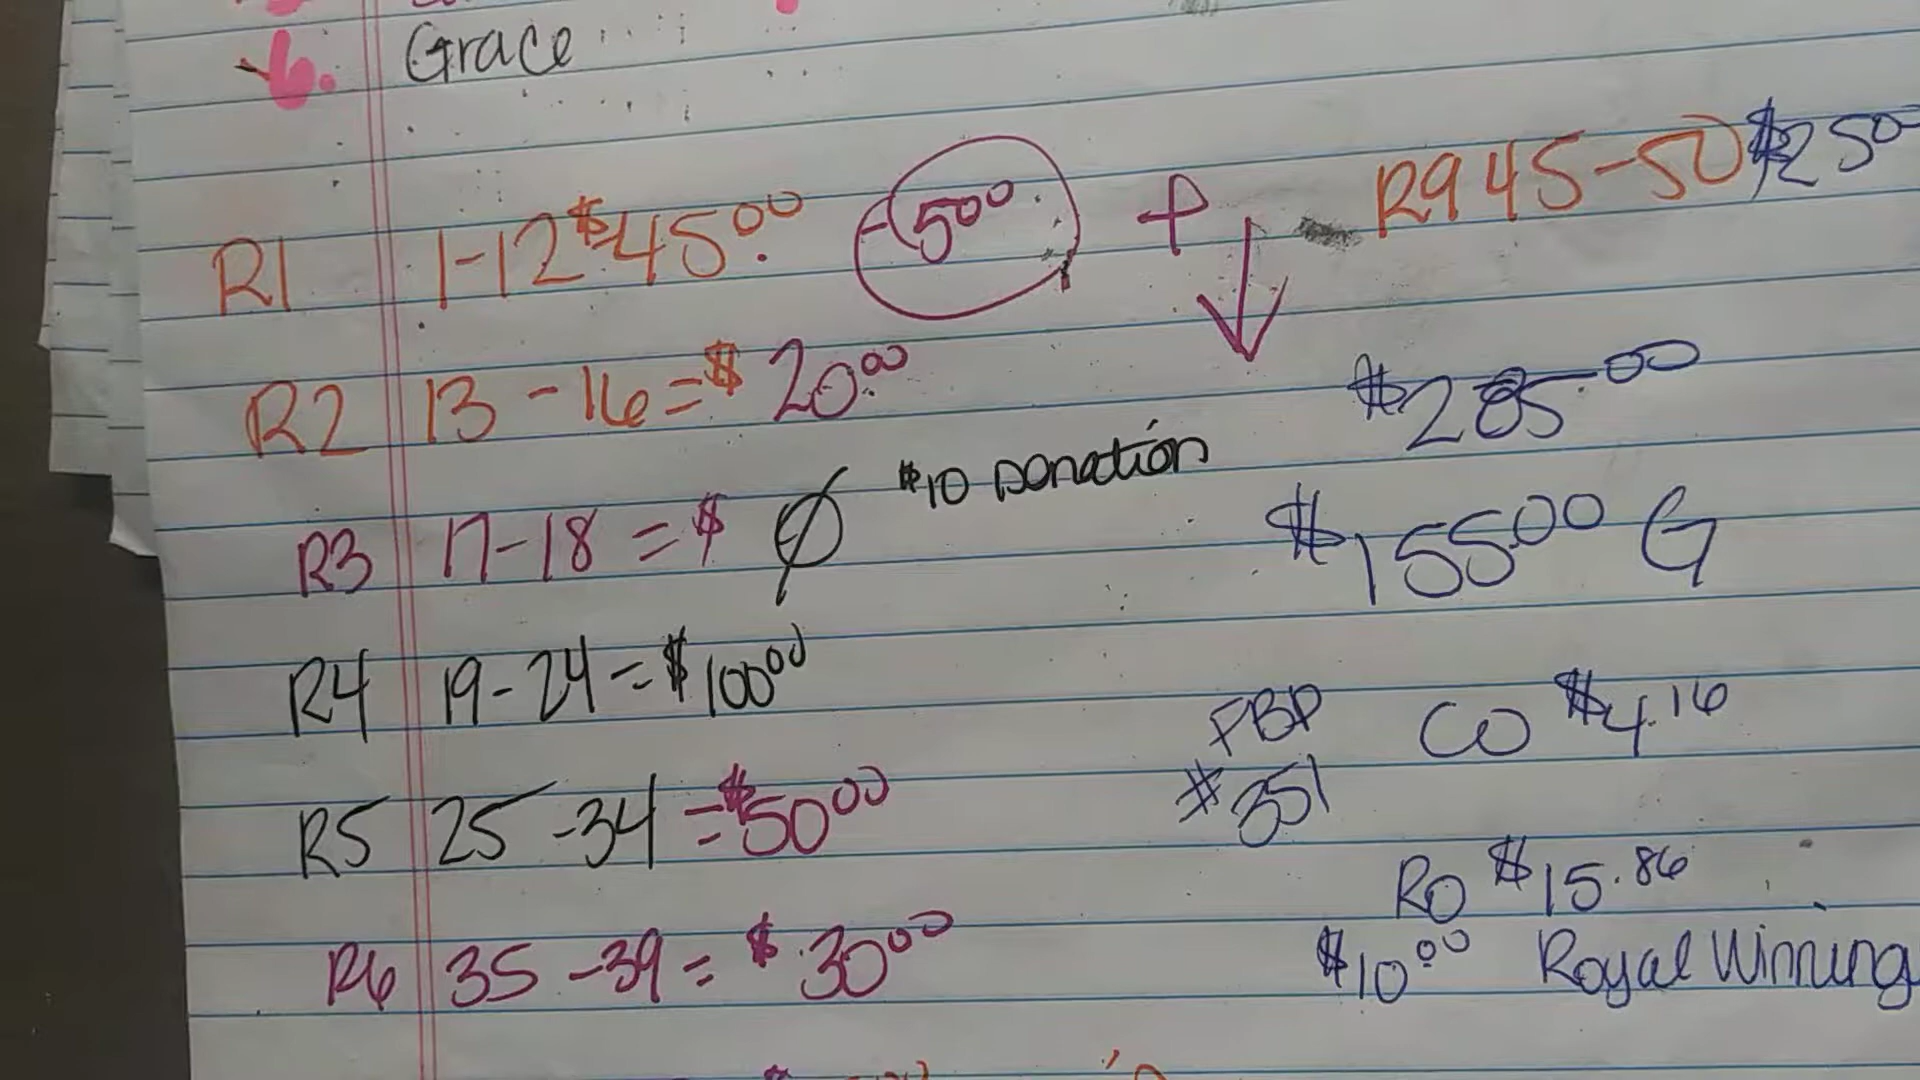 6. Grace
R1 1-12 $45.00 -5.00 + R9 45-50 $25.00
R2 13-16 = $20.00
$285.00
R3 17-18 = $ Ø $10 Donation
$155.00 G
R4 19-24 = $100.00
FBP CO $4.16
#351
R5 25-34 = $50.00
RO $15.86
R6 35-39 = $30.00
$10.00 Royal Winning